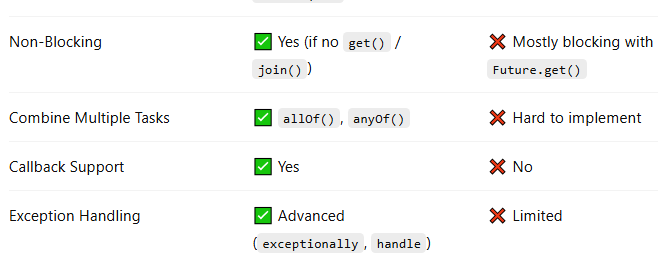 Non-Blocking ✅ Yes (if no get() / ❌ Mostly blocking with
join()) Future.get()
Combine Multiple Tasks ✅ allOf(), anyOf() ❌ Hard to implement
Callback Support ✅ Yes ❌ No
Exception Handling ✅ Advanced ❌ Limited
(exceptionally, handle)